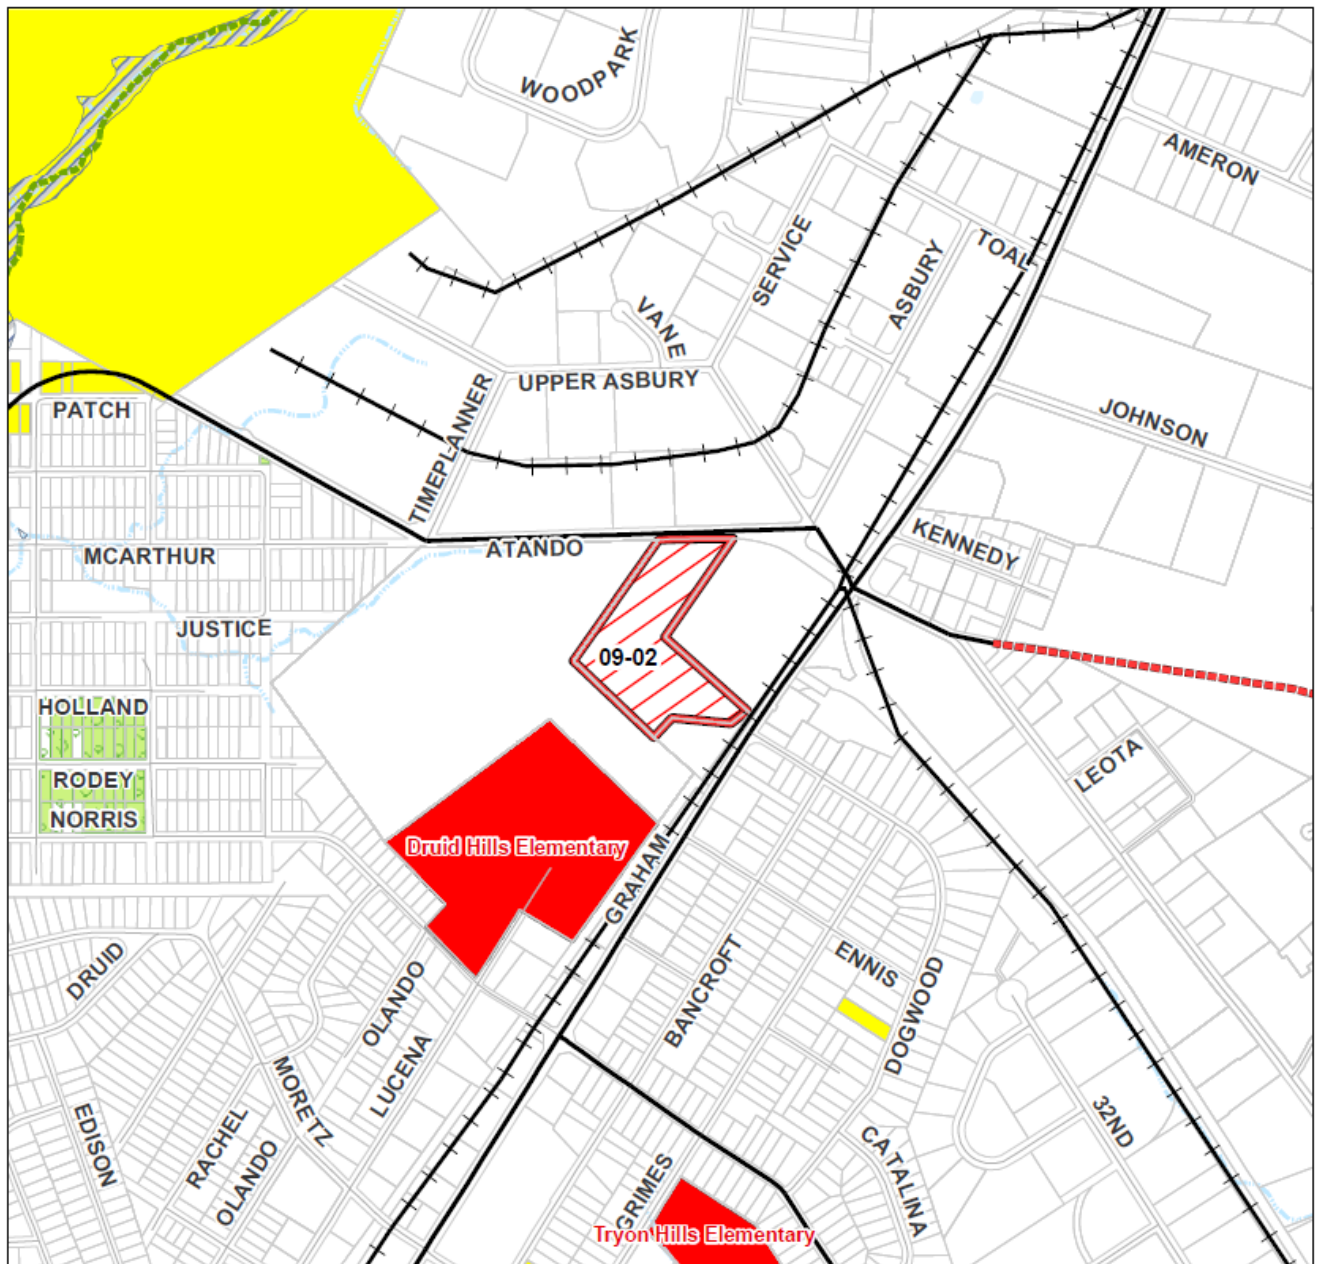 WOODPARK
AMERON
SERVICE
ASBURY
TOAL
VANE
UPPER ASBURY
TIMEPLANNER
PATCH
JOHNSON
KENNEDY
ATANDO
MCARTHUR
JUSTICE
09-02
HOLLAND
RODEY
NORRIS
LEOTA
Druid Hills Elementary
GRAHAM
DRUID
OLANDO
LUCENA
BANCROFT
ENNIS
DOGWOOD
MORETZ
EDISON
RACHEL
OLANDO
32ND
CATALINA
GRIMES
Tryon Hills Elementary